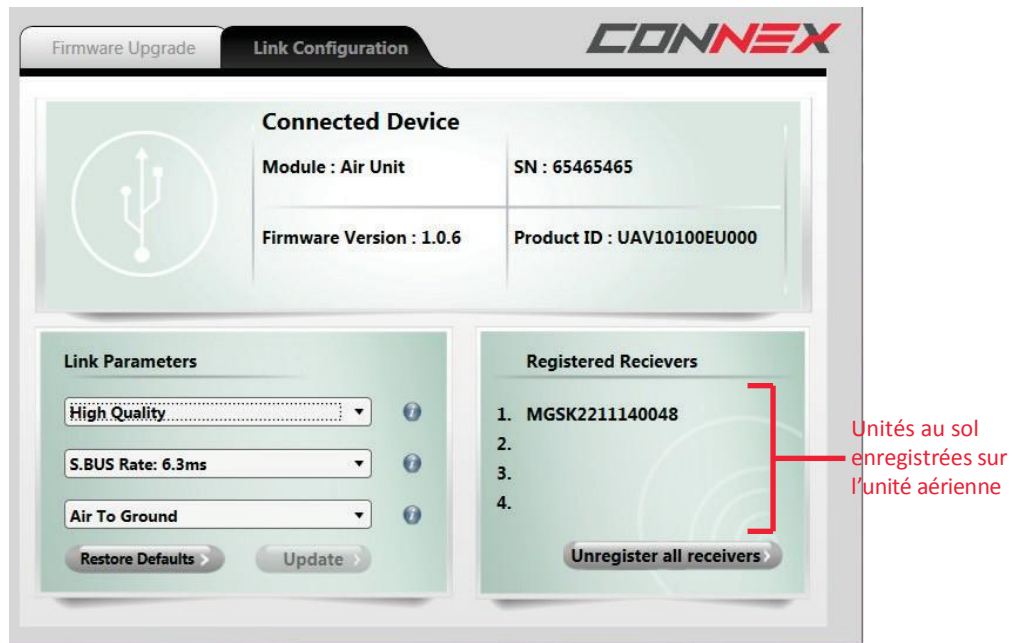 Firmware Upgrade
Link Configuration
CONNEX
Connected Device
Module : Air Unit
SN : 65465465
Firmware Version : 1.0.6
Product ID : UAV10100EU000
Link Parameters
High Quality
S.BUS Rate: 6.3ms
Air To Ground
Restore Defaults
Update
Registered Recievers
1. MGSK2211140048
2.
3.
4.
Unregister all receivers
Unités au sol
enregistrées sur
l’unité aérienne